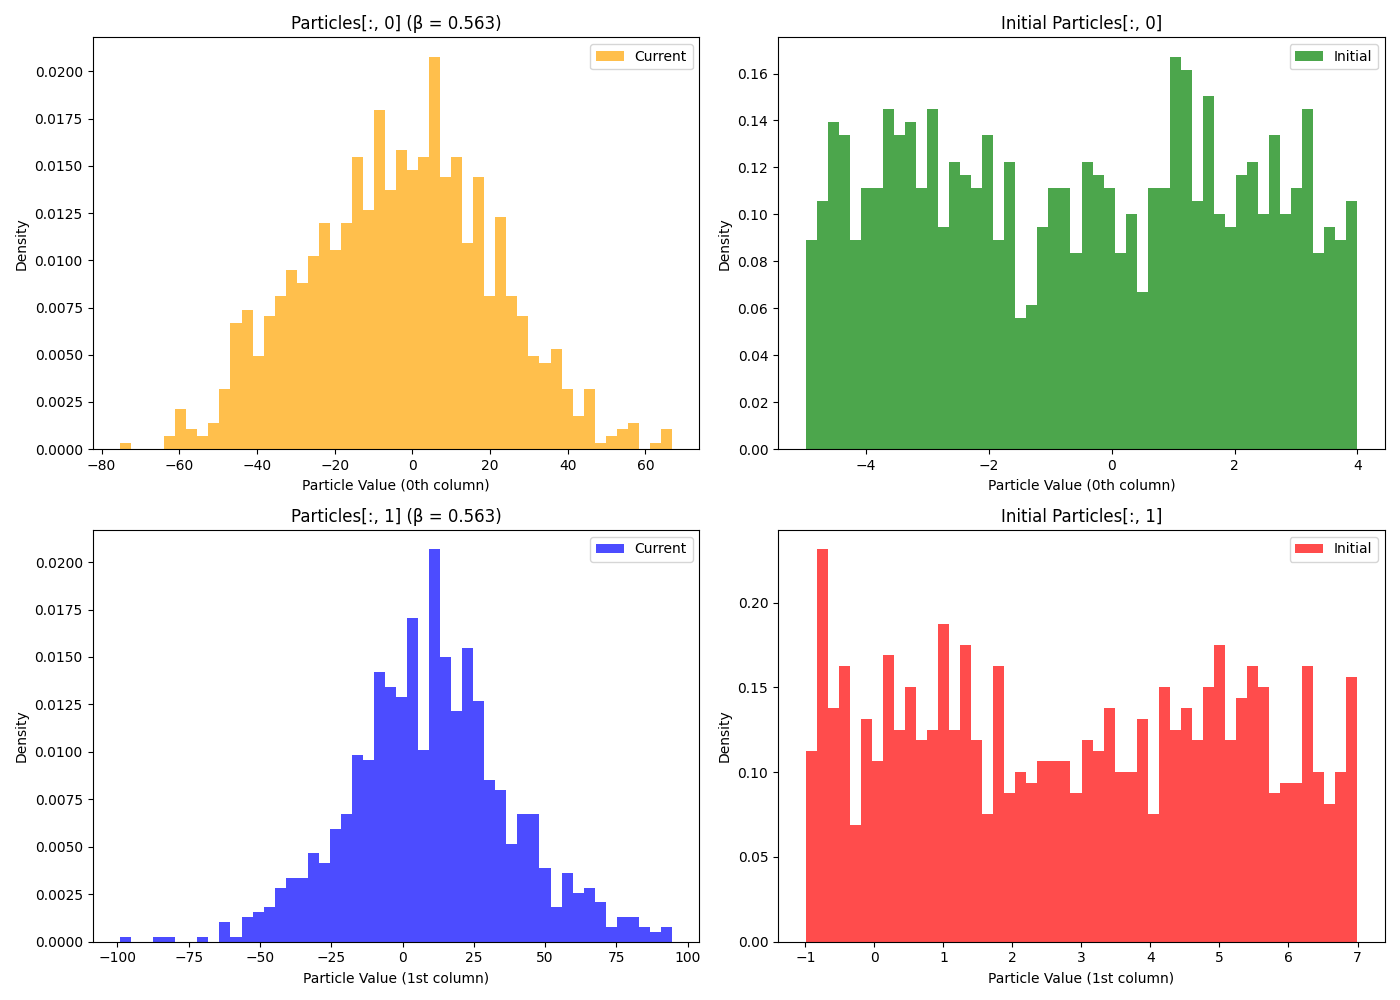 Particles[:, 0] (β = 0.563)
Current
0.0200
0.0175
0.0150
0.0125
0.0100
0.0075
0.0050
0.0025
0.0000
Density
−80 −60 −40 −20 0 20 40 60
Particle Value (0th column)
Initial Particles[:, 0]
Initial
0.16
0.14
0.12
0.10
0.08
0.06
0.04
0.02
0.00
Density
−4 −2 0 2 4
Particle Value (0th column)
Particles[:, 1] (β = 0.563)
Current
0.0200
0.0175
0.0150
0.0125
0.0100
0.0075
0.0050
0.0025
0.0000
Density
−100 −75 −50 −25 0 25 50 75 100
Particle Value (1st column)
Initial Particles[:, 1]
Initial
0.20
0.15
0.10
0.05
0.00
Density
−1 0 1 2 3 4 5 6 7
Particle Value (1st column)